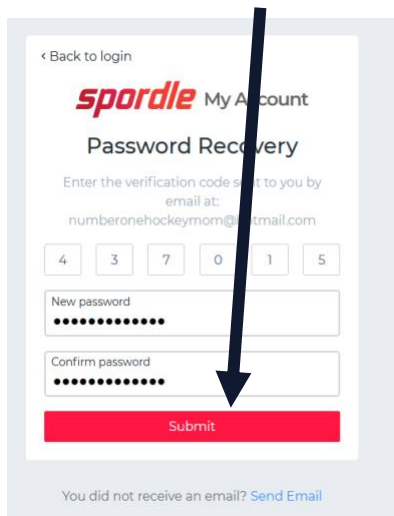 ‹ Back to login
spordle My Account
Password Recovery
Enter the verification code sent to you by
email at:
numberonehockeymom@hotmail.com
4 3 7 0 1 5
New password
•••••••••••••
Confirm password
•••••••••••••
Submit
You did not receive an email? Send Email